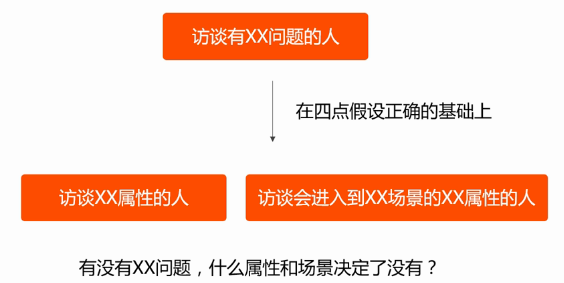 访谈有XX问题的人
在四点假设正确的基础上
访谈XX属性的人
访谈会进入到XX场景的XX属性的人
有没有XX问题，什么属性和场景决定了没有？